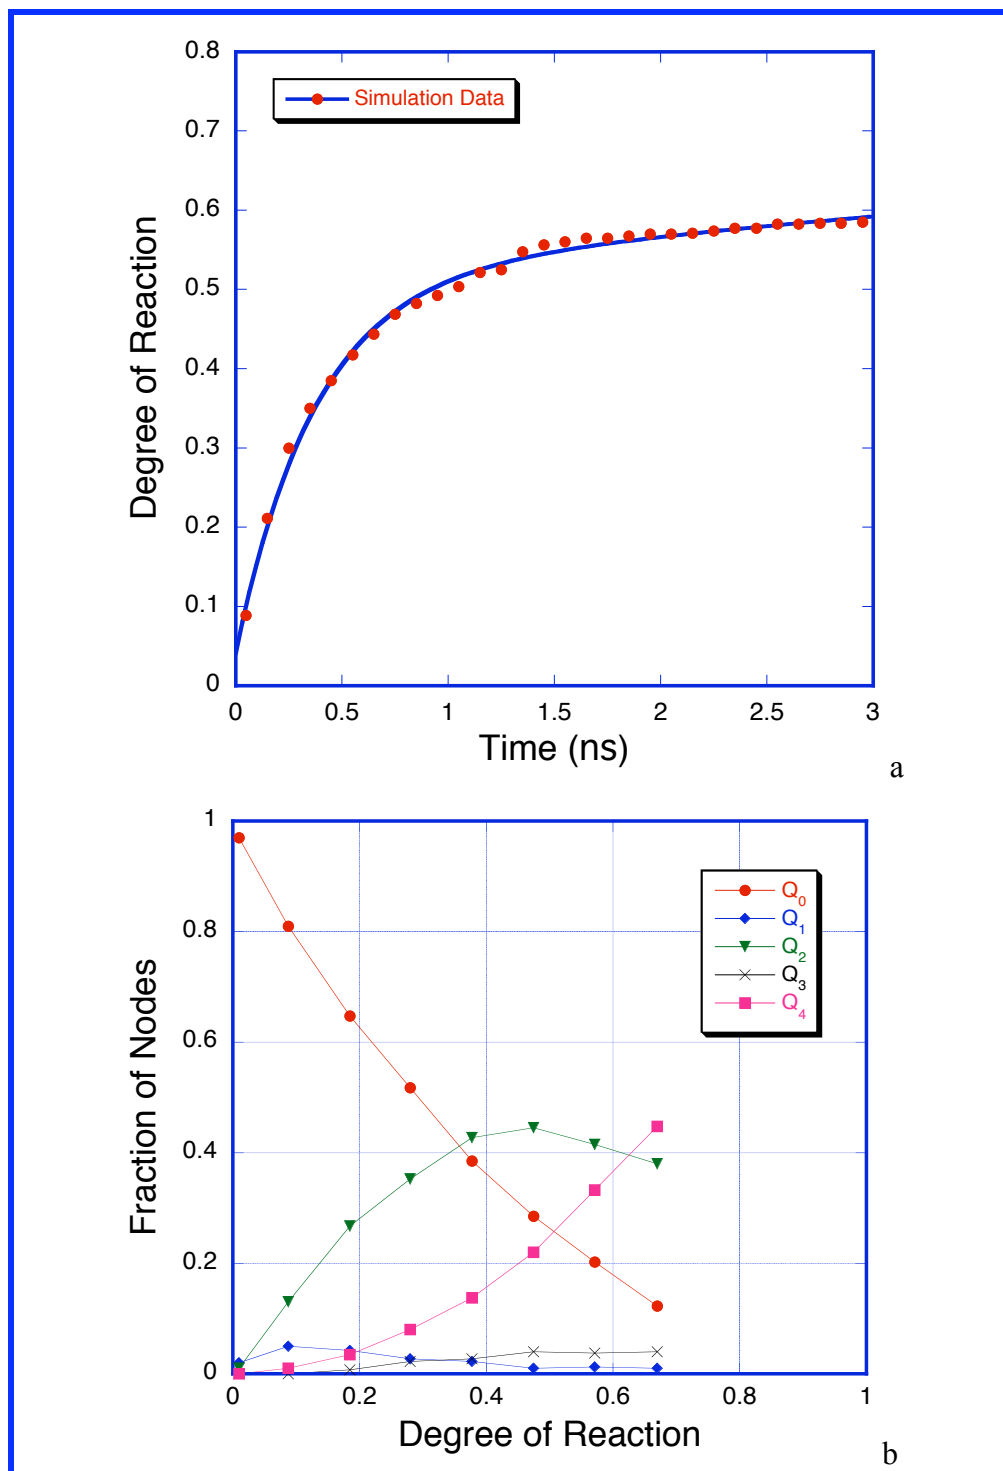 0.8
Simulation Data
0.7
0.6
0.5
0.4
0.3
0.2
0.1
0
Degree of Reaction
0 0.5 1 1.5 2 2.5 3
Time (ns)
a
1
Q0
Q1
Q2
Q3
Q4
0.8
0.6
0.4
0.2
0
Fraction of Nodes
0 0.2 0.4 0.6 0.8 1
Degree of Reaction
b